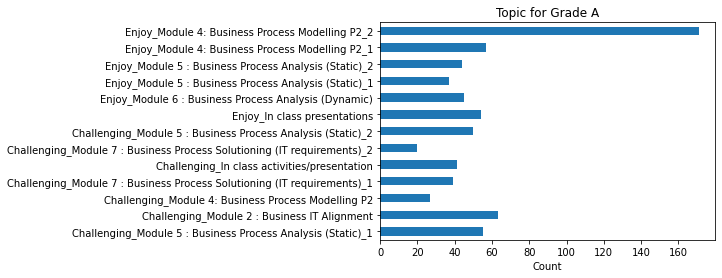 Topic for Grade A
Enjoy_Module 4: Business Process Modelling P2_2
Enjoy_Module 4: Business Process Modelling P2_1
Enjoy_Module 5 : Business Process Analysis (Static)_2
Enjoy_Module 5 : Business Process Analysis (Static)_1
Enjoy_Module 6 : Business Process Analysis (Dynamic)
Enjoy_In class presentations
Challenging_Module 5 : Business Process Analysis (Static)_2
Challenging_Module 7 : Business Process Solutioning (IT requirements)_2
Challenging_In class activities/presentation
Challenging_Module 7 : Business Process Solutioning (IT requirements)_1
Challenging_Module 4: Business Process Modelling P2
Challenging_Module 2 : Business IT Alignment
Challenging_Module 5 : Business Process Analysis (Static)_1
0 20 40 60 80 100 120 140 160
Count